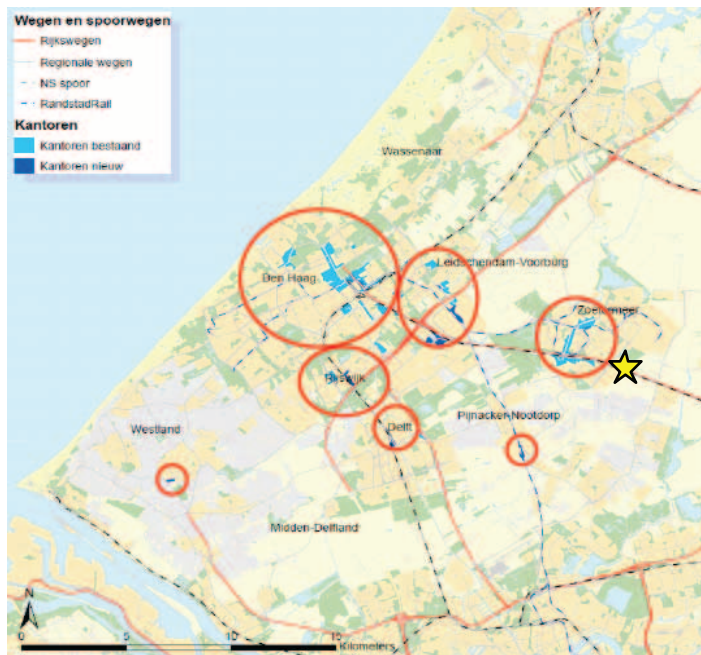 Wegen en spoorwegen
Rijkswegen
Regionale wegen
NS spoor
RandstadRail
Kantoren
Kantoren bestaand
Kantoren nieuw
Wassenaar
Leidschendam-Voorburg
Den Haag
Zoetermeer
Rijswijk
Delft
Pijnacker-Nootdorp
Westland
Midden-Delfland
N
0 5 10 15
Kilometers